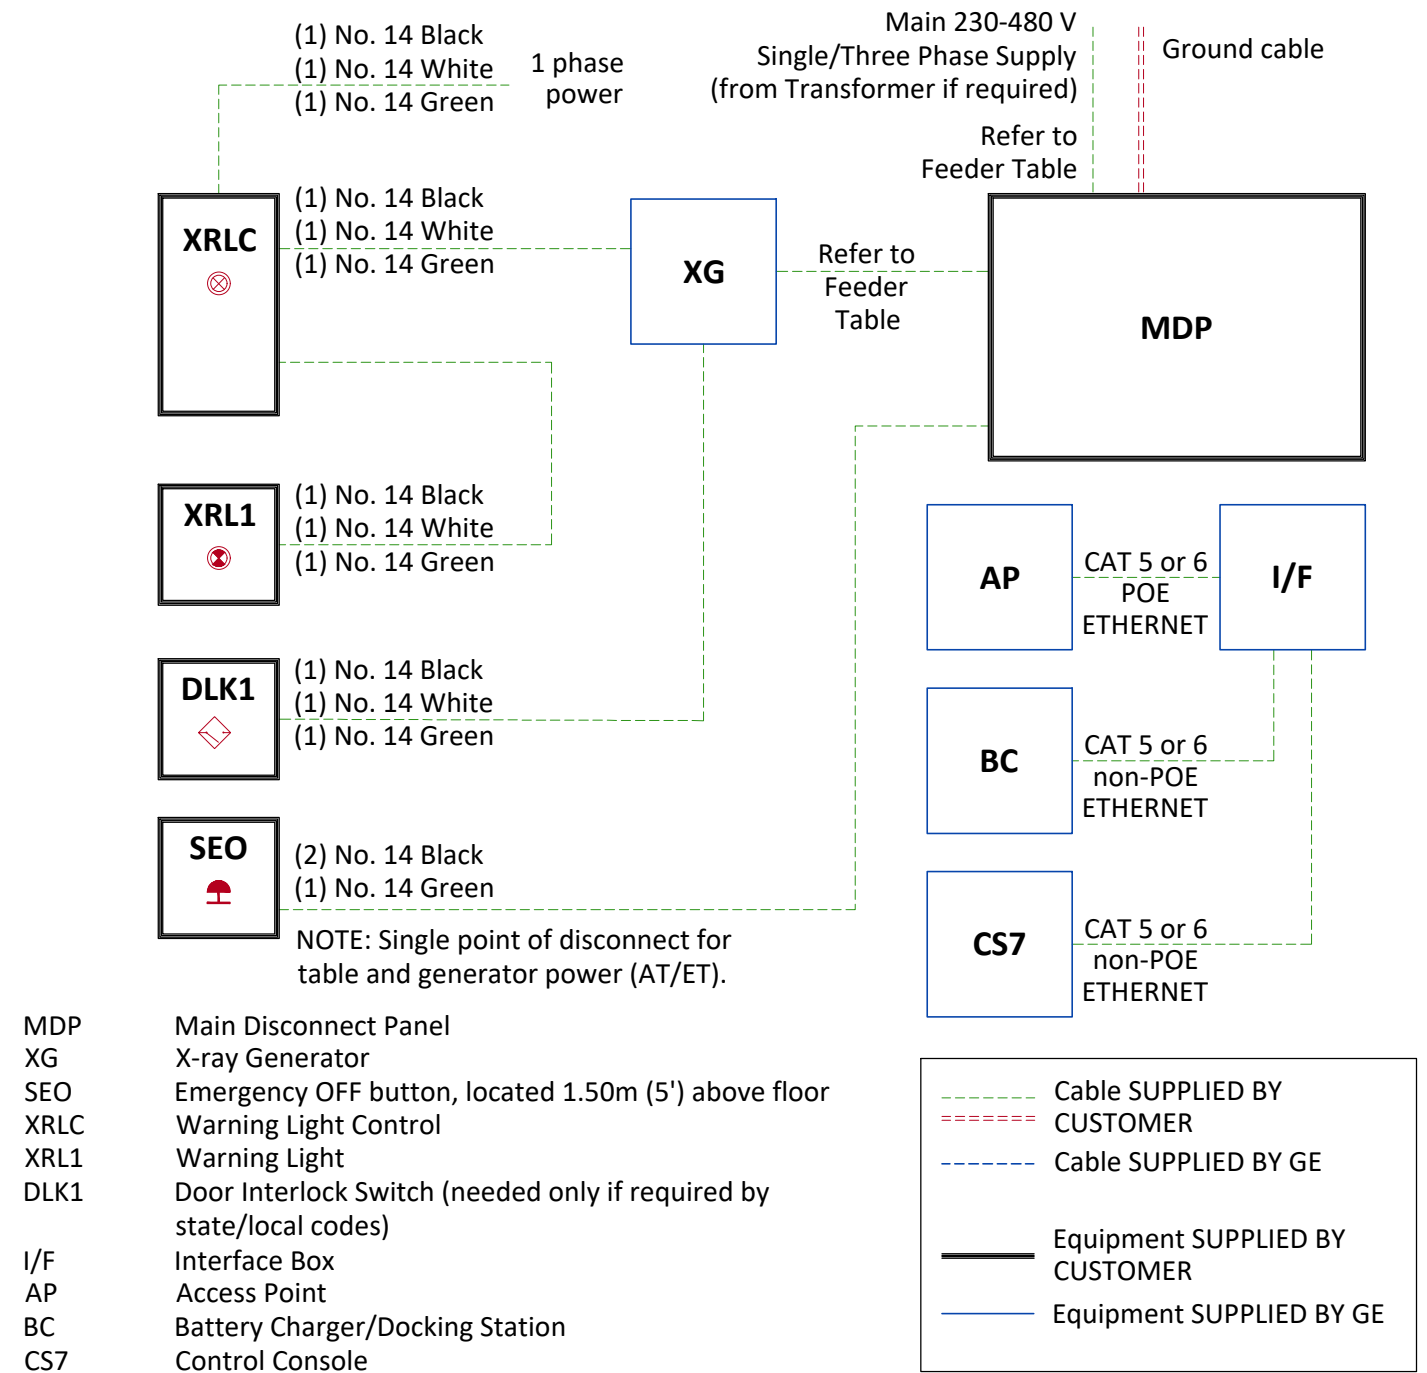 (1) No. 14 Black
(1) No. 14 White
(1) No. 14 Green
1 phase
power
Main 230-480 V
Single/Three Phase Supply
(from Transformer if required)
Ground cable
Refer to
Feeder Table
XRLC
(1) No. 14 Black
(1) No. 14 White
(1) No. 14 Green
XG
Refer to
Feeder
Table
MDP
XRL1
(1) No. 14 Black
(1) No. 14 White
(1) No. 14 Green
AP
CAT 5 or 6
POE
ETHERNET
I/F
DLK1
(1) No. 14 Black
(1) No. 14 White
(1) No. 14 Green
BC
CAT 5 or 6
non-POE
ETHERNET
SEO
(2) No. 14 Black
(1) No. 14 Green
NOTE: Single point of disconnect for
table and generator power (AT/ET).
CS7
CAT 5 or 6
non-POE
ETHERNET
MDP Main Disconnect Panel
XG X-ray Generator
SEO Emergency OFF button, located 1.50m (5') above floor
XRLC Warning Light Control
XRL1 Warning Light
DLK1 Door Interlock Switch (needed only if required by
state/local codes)
I/F Interface Box
AP Access Point
BC Battery Charger/Docking Station
CS7 Control Console
Cable SUPPLIED BY
CUSTOMER
Cable SUPPLIED BY GE
Equipment SUPPLIED BY
CUSTOMER
Equipment SUPPLIED BY GE